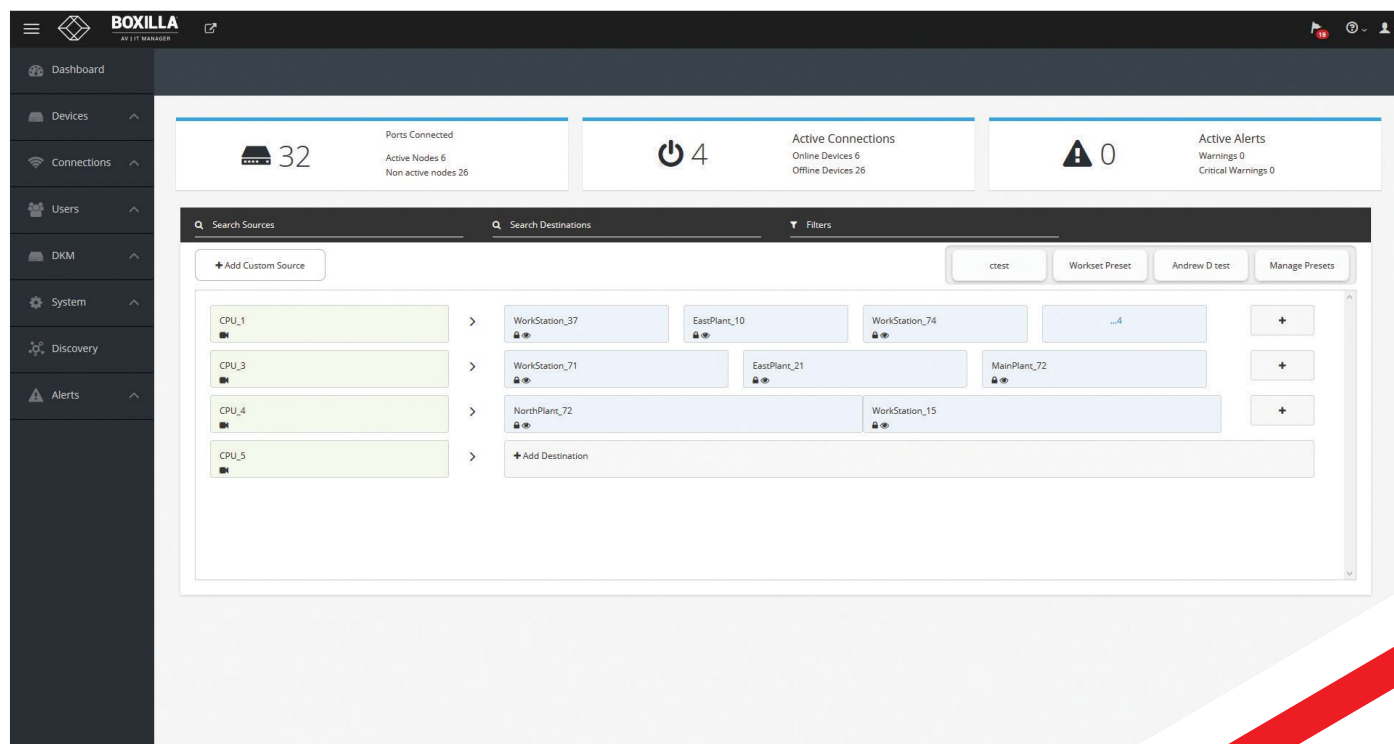 BOXILLA
AV | IT MANAGER
18
Dashboard
Devices
Connections
Users
DKM
System
Discovery
Alerts
32
Ports Connected
Active Nodes 6
Non active nodes 26
4
Active Connections
Online Devices 6
Offline Devices 26
0
Active Alerts
Warnings 0
Critical Warnings 0
Search Sources
Search Destinations
Filters
+ Add Custom Source
ctest
Workset Preset
Andrew D test
Manage Presets
CPU_1 > WorkStation_37 EastPlant_10 WorkStation_74 ...4 +
CPU_3 > WorkStation_71 EastPlant_21 MainPlant_72 +
CPU_4 > NorthPlant_72 WorkStation_15 +
CPU_5 > + Add Destination